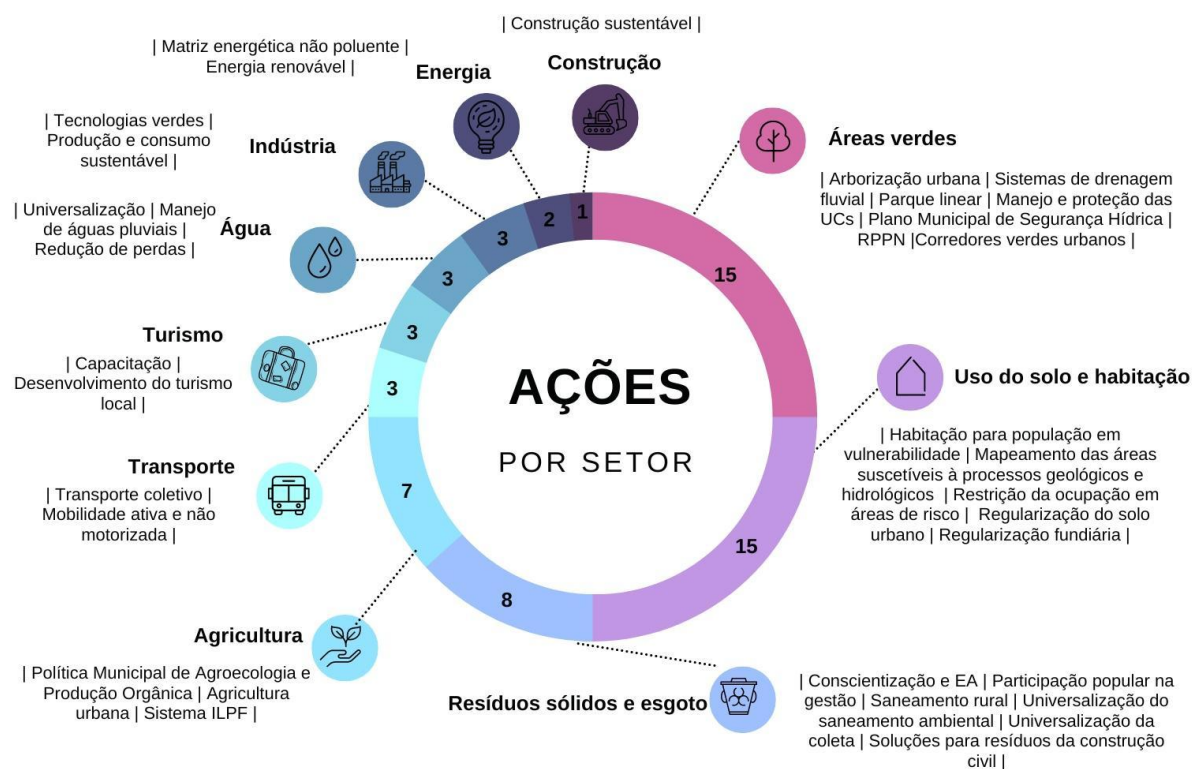 | Construção sustentável |
Construção
| Matriz energética não poluente |
Energia renovável |
Energia
| Tecnologias verdes |
Produção e consumo
sustentável |
Indústria
| Universalização | Manejo
de águas pluviais |
Redução de perdas |
Água
Turismo
| Capacitação |
Desenvolvimento do turismo
local |
Transporte
| Transporte coletivo |
Mobilidade ativa e não
motorizada |
Agricultura
| Política Municipal de Agroecologia e
Produção Orgânica | Agricultura
urbana | Sistema ILPF |
Áreas verdes
| Arborização urbana | Sistemas de drenagem
fluvial | Parque linear | Manejo e proteção das
UCs | Plano Municipal de Segurança Hídrica |
RPPN |Corredores verdes urbanos |
Uso do solo e habitação
| Habitação para população em
vulnerabilidade | Mapeamento das áreas
suscetíveis à processos geológicos e
hidrológicos | Restrição da ocupação em
áreas de risco | Regularização do solo
urbano | Regularização fundiária |
Resíduos sólidos e esgoto
| Conscientização e EA | Participação popular na
gestão | Saneamento rural | Universalização do
saneamento ambiental | Universalização da
coleta | Soluções para resíduos da construção
civil |
AÇÕES
POR SETOR
1
2
3
3
3
3
7
8
15
15